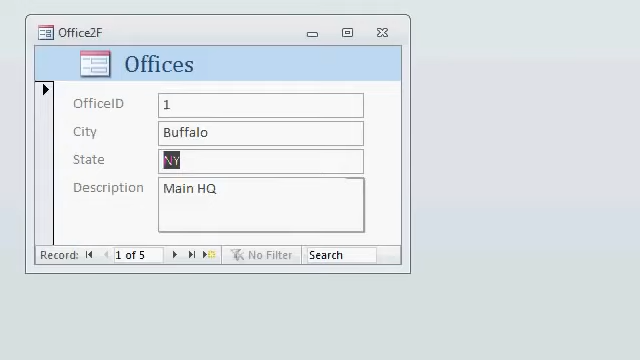 Office2F
Offices
OfficeID 1
City Buffalo
State NY
Description Main HQ
Record: 1 of 5 No Filter Search